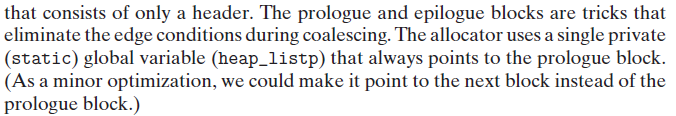 that consists of only a header. The prologue and epilogue blocks are tricks that
eliminate the edge conditions during coalescing. The allocator uses a single private
(static) global variable (heap_listp) that always points to the prologue block.
(As a minor optimization, we could make it point to the next block instead of the
prologue block.)